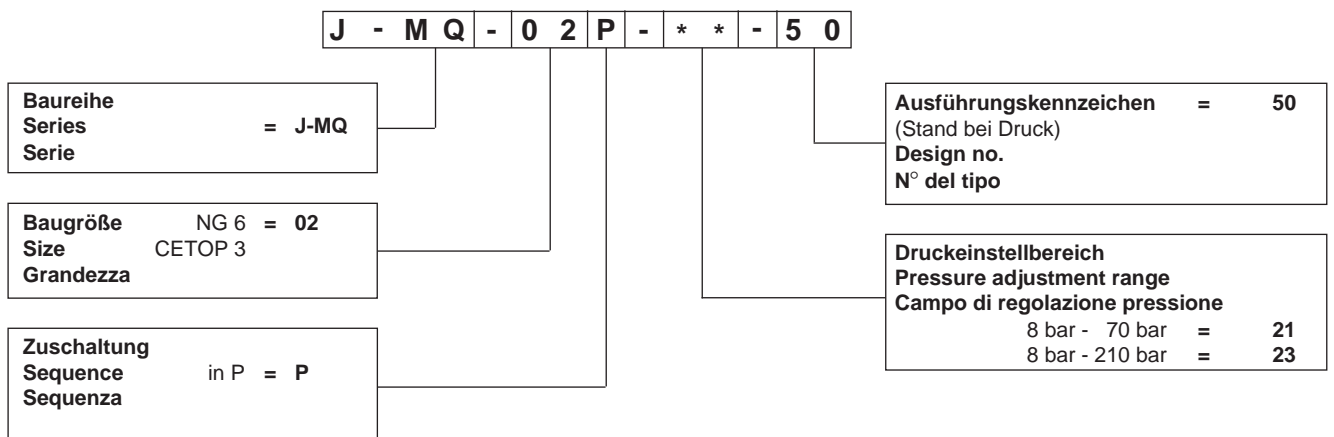 J - M Q - 0 2 P - * * - 5 0
Baureihe
Series = J-MQ
Serie
Baugröße NG 6 = 02
Size CETOP 3
Grandezza
Zuschaltung
Sequence in P = P
Sequenza
Ausführungskennzeichen = 50
(Stand bei Druck)
Design no.
N° del tipo
Druckeinstellbereich
Pressure adjustment range
Campo di regolazione pressione
8 bar - 70 bar = 21
8 bar - 210 bar = 23